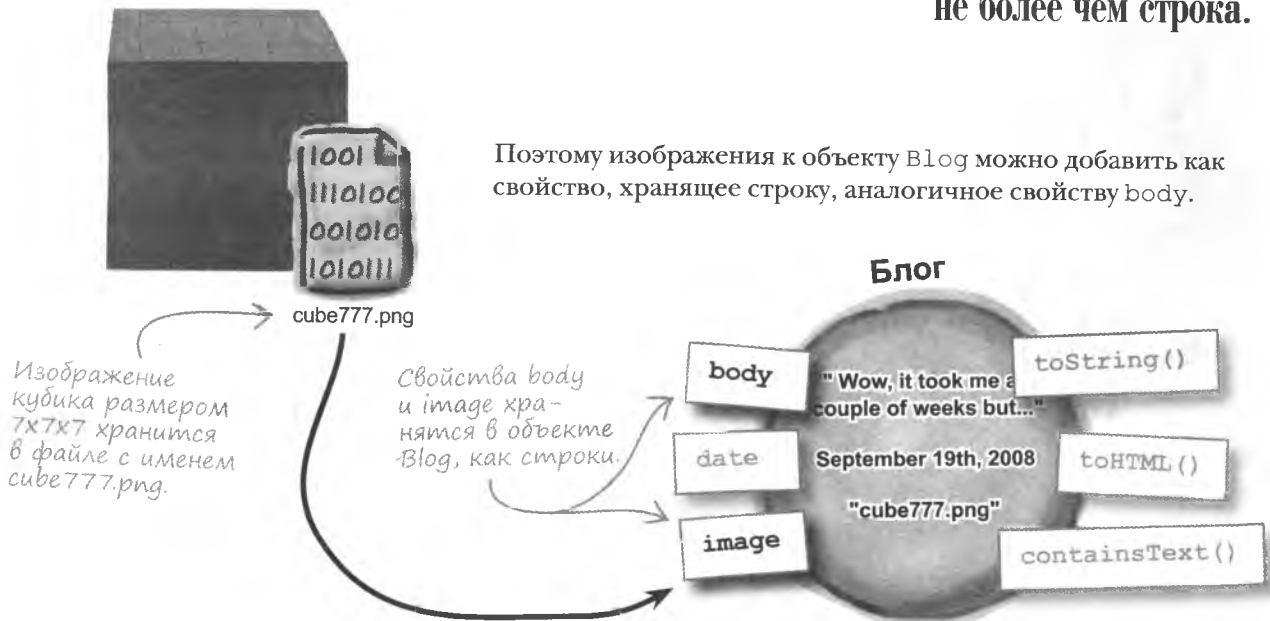 не более чем строка.
1001
111010
001010
1010111
cube777.png
Поэтому изображения к объекту Blog можно добавить как
свойство, хранящее строку, аналогичное свойству body.
Изображение
кубика размером
7x7x7 хранится
в файле с именем
cube777.png.
Свойства body
и image хра-
нятся в объекте
Blog, как строки.
Блог
body
date
image
" Wow, it took me a
couple of weeks but..."
September 19th, 2008
"cube777.png"
toString()
toHTML()
containsText()